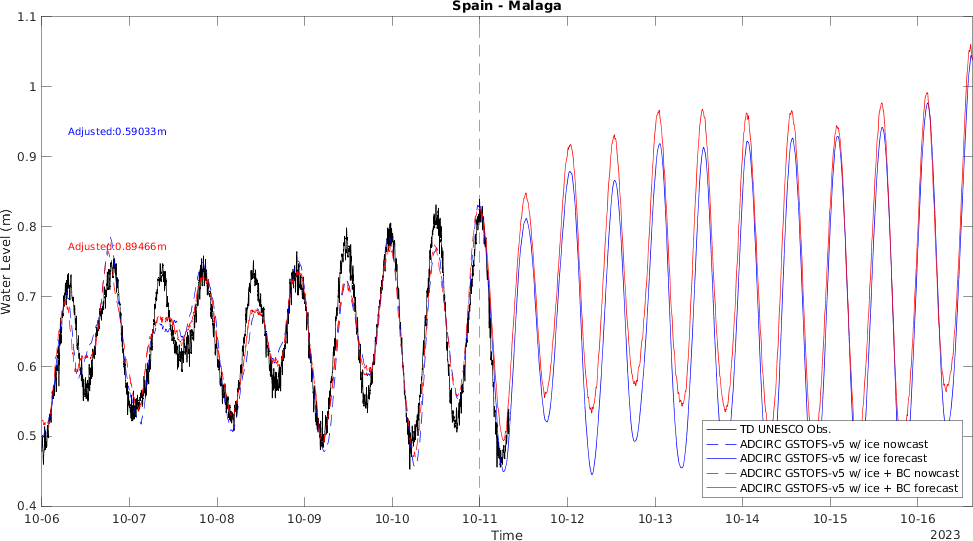 Spain - Malaga
1.1
1
0.9
0.8
0.7
0.6
0.5
0.4
Water Level (m)
Adjusted:0.59033m
Adjusted:0.89466m
TD UNESCO Obs.
ADCIRC GSTOFS-v5 w/ ice nowcast
ADCIRC GSTOFS-v5 w/ ice forecast
ADCIRC GSTOFS-v5 w/ ice + BC nowcast
ADCIRC GSTOFS-v5 w/ ice + BC forecast
10-06 10-07 10-08 10-09 10-10 10-11 10-12 10-13 10-14 10-15 10-16
Time
2023